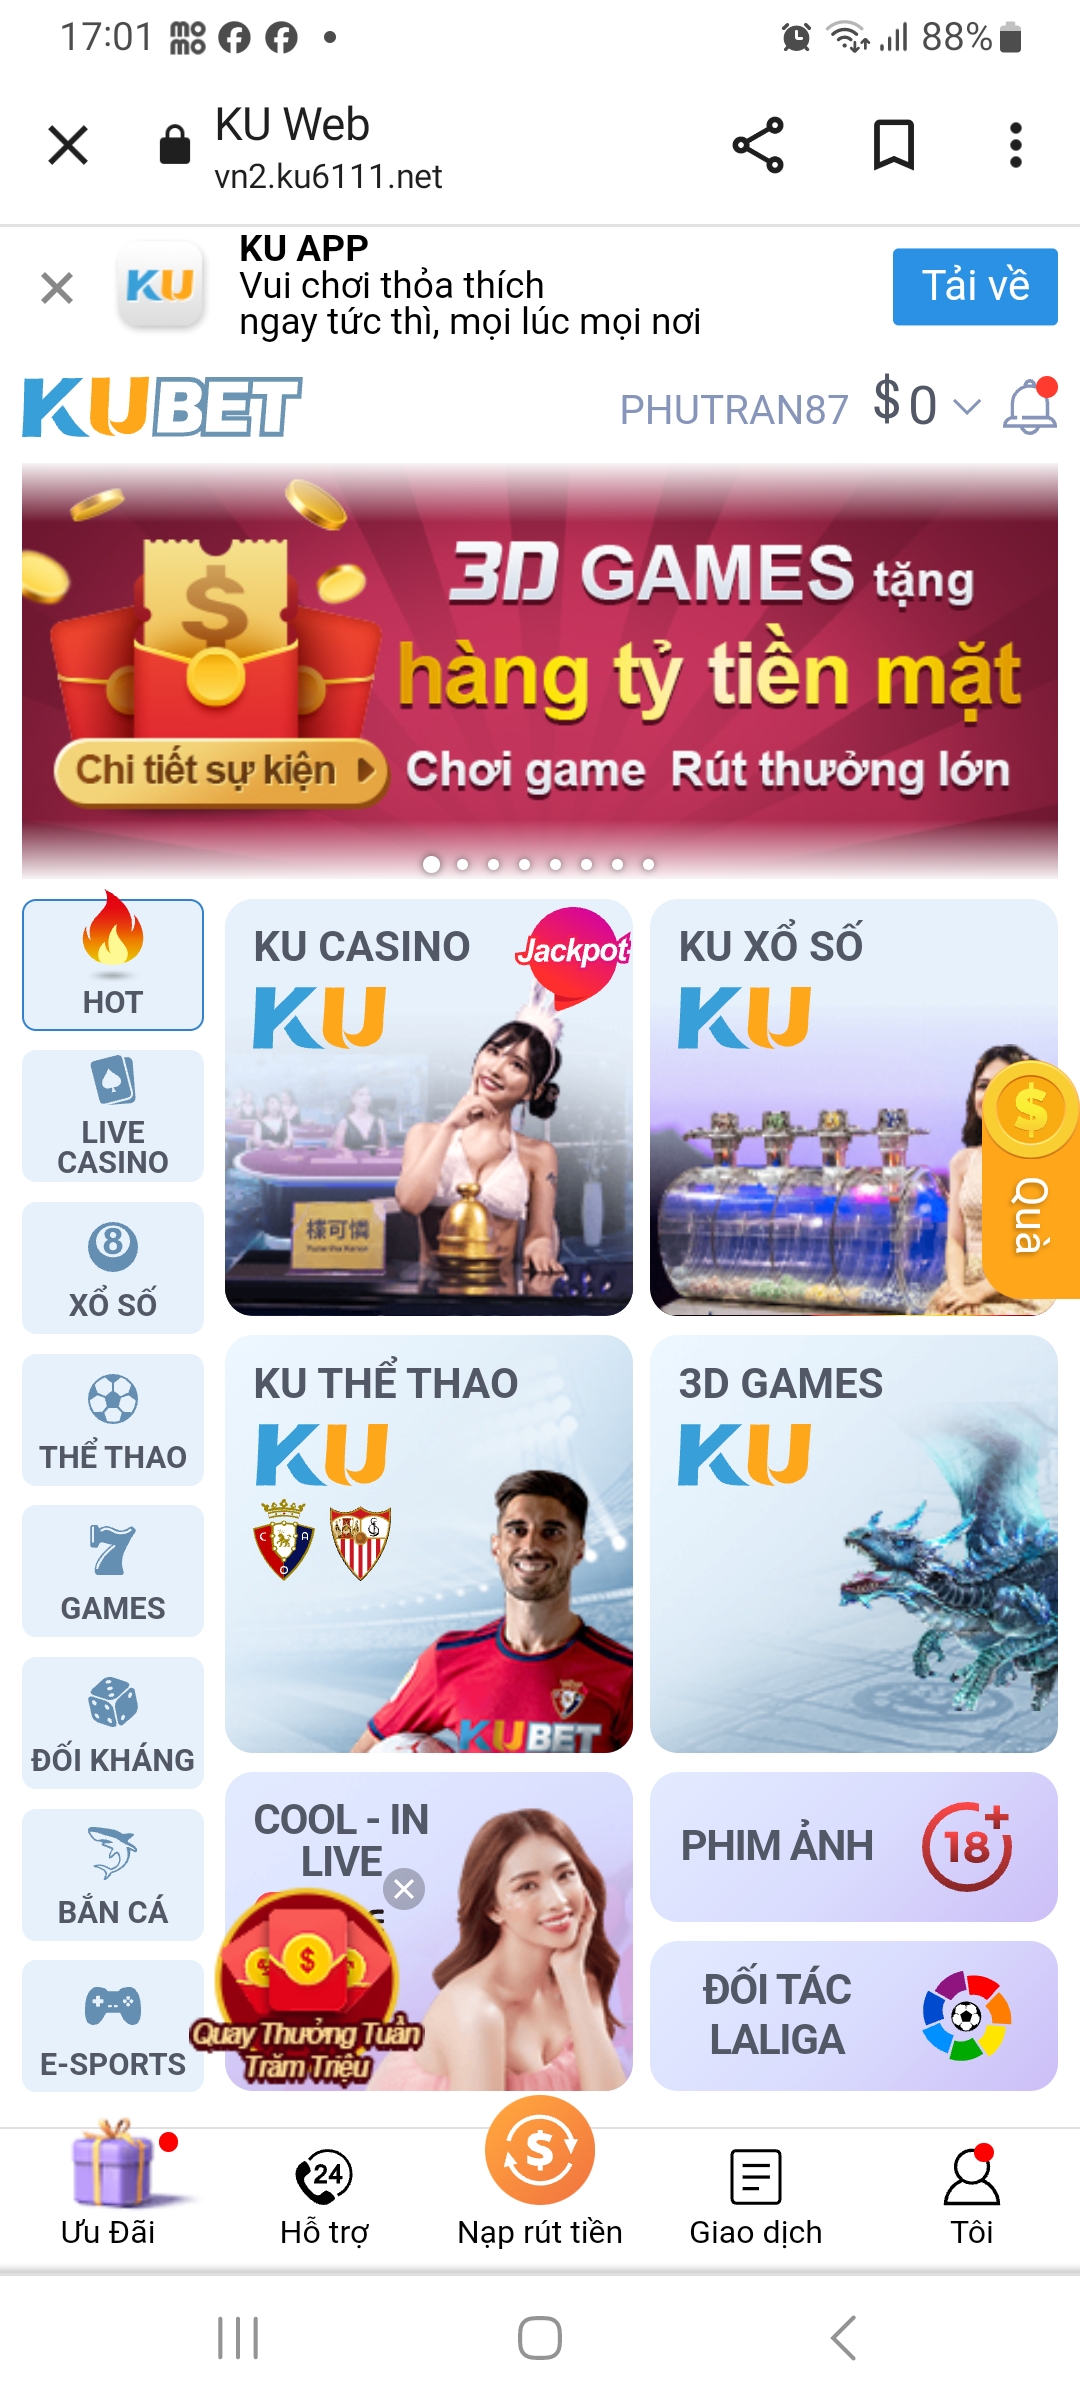 17:01
88%
KU Web
vn2.ku6111.net
KU APP
Vui chơi thỏa thích
ngay tức thì, mọi lúc mọi nơi
Tải về
KU
KUBET
PHUTRAN87
$0
3D GAMES tặng
hàng tỷ tiền mặt
Chi tiết sự kiện
Chơi game Rút thưởng lớn
HOT
KU CASINO
Jackpot
KU
KU XỔ SỐ
KU
LIVE
CASINO
樣可憐
Quà
XỔ SỐ
KU THỂ THAO
KU
3D GAMES
KU
THỂ THAO
GAMES
KUBET
ĐỐI KHÁNG
COOL - IN
LIVE
PHIM ẢNH
18+
BẮN CÁ
Quay Thưởng Tuần
Trăm Triệu
ĐỐI TÁC
LALIGA
E-SPORTS
Ưu Đãi
24
Hỗ trợ
Nạp rút tiền
Giao dịch
Tôi